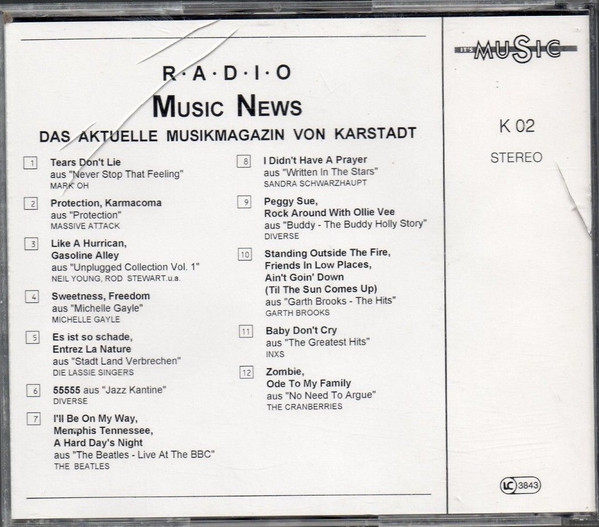 R·A·D·I·O
MUSIC NEWS
DAS AKTUELLE MUSIKMAGAZIN VON KARSTADT
1 Tears Don't Lie
aus "Never Stop That Feeling"
MARK' OH
2 Protection, Karmacoma
aus "Protection"
MASSIVE ATTACK
3 Like A Hurrican,
Gasoline Alley
aus "Unplugged Collection Vol. 1"
NEIL YOUNG, ROD STEWART.u.a.
4 Sweetness, Freedom
aus "Michelle Gayle"
MICHELLE GAYLE
5 Es ist so schade,
Entrez La Nature
aus "Stadt Land Verbrechen"
DIE LASSIE SINGERS
6 55555 aus "Jazz Kantine"
DIVERSE
7 I'll Be On My Way,
Memphis Tennessee,
A Hard Day's Night
aus "The Beatles - Live At The BBC"
THE BEATLES
8 I Didn't Have A Prayer
aus "Written In The Stars"
SANDRA SCHWARZHAUPT
9 Peggy Sue,
Rock Around With Ollie Vee
aus "Buddy - The Buddy Holly Story"
DIVERSE
10 Standing Outside The Fire,
Friends In Low Places,
Ain't Goin' Down
(Til The Sun Comes Up)
aus "Garth Brooks - The Hits"
GARTH BROOKS
11 Baby Don't Cry
aus "The Greatest Hits"
INXS
12 Zombie,
Ode To My Family
aus "No Need To Argue"
THE CRANBERRIES
IT'S MUSIC
K 02
STEREO
LC 3843